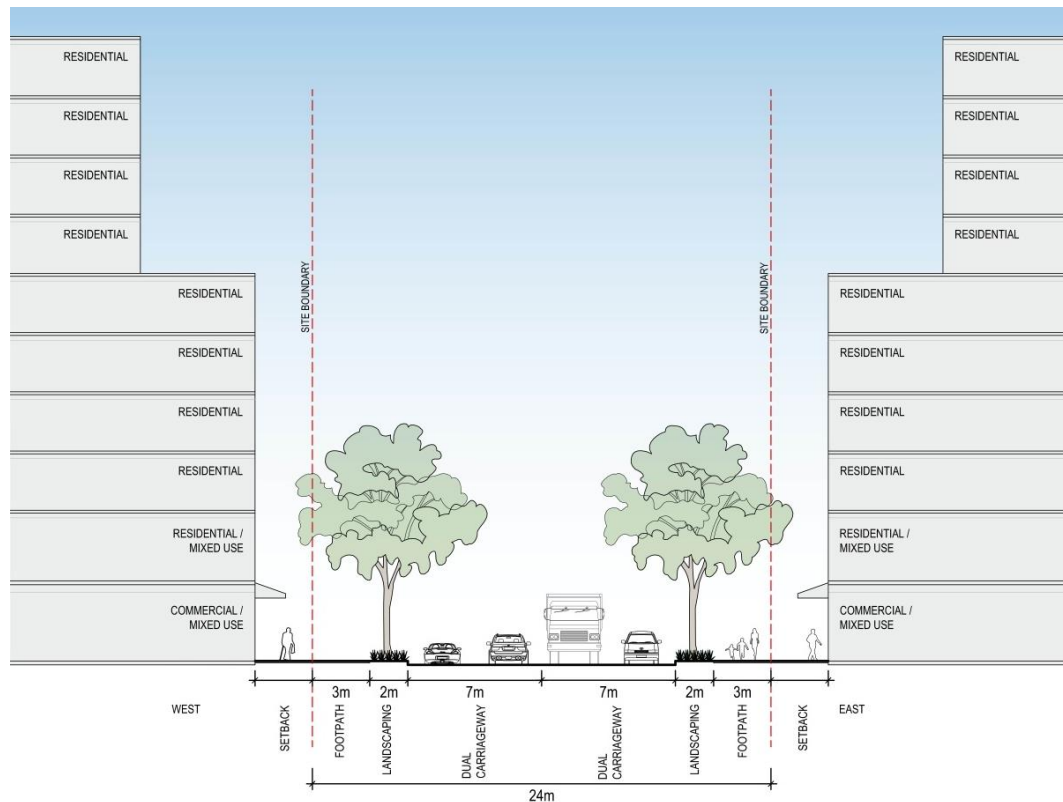 RESIDENTIAL
RESIDENTIAL
RESIDENTIAL
RESIDENTIAL
RESIDENTIAL
RESIDENTIAL
RESIDENTIAL
RESIDENTIAL
RESIDENTIAL /
MIXED USE
COMMERCIAL /
MIXED USE
SITE BOUNDARY
SITE BOUNDARY
RESIDENTIAL
RESIDENTIAL
RESIDENTIAL
RESIDENTIAL
RESIDENTIAL
RESIDENTIAL
RESIDENTIAL
RESIDENTIAL
RESIDENTIAL /
MIXED USE
COMMERCIAL /
MIXED USE
3m 2m 7m 7m 2m 3m
WEST
SETBACK
FOOTPATH
LANDSCAPING
DUAL
CARRIAGEWAY
DUAL
CARRIAGEWAY
LANDSCAPING
FOOTPATH
SETBACK
EAST
24m